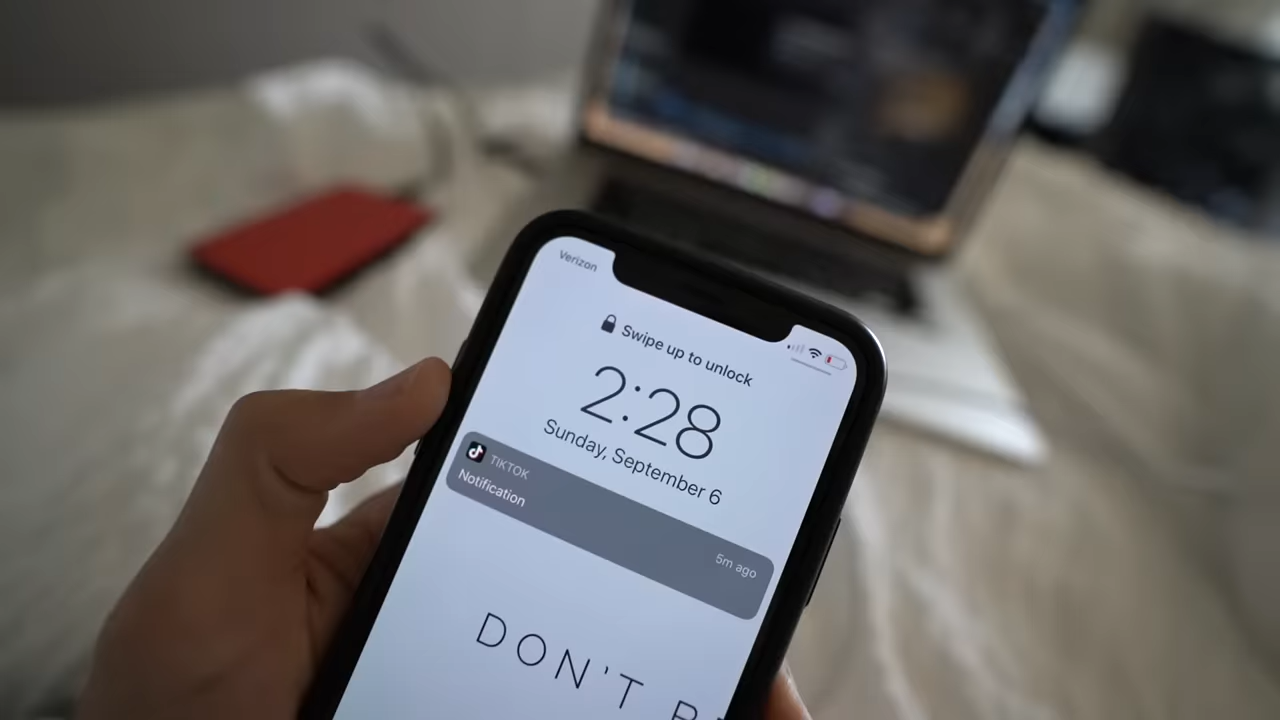 Verizon
Swipe up to unlock
2:28
Sunday, September 6
TIKTOK
Notification
5m ago
DON'T